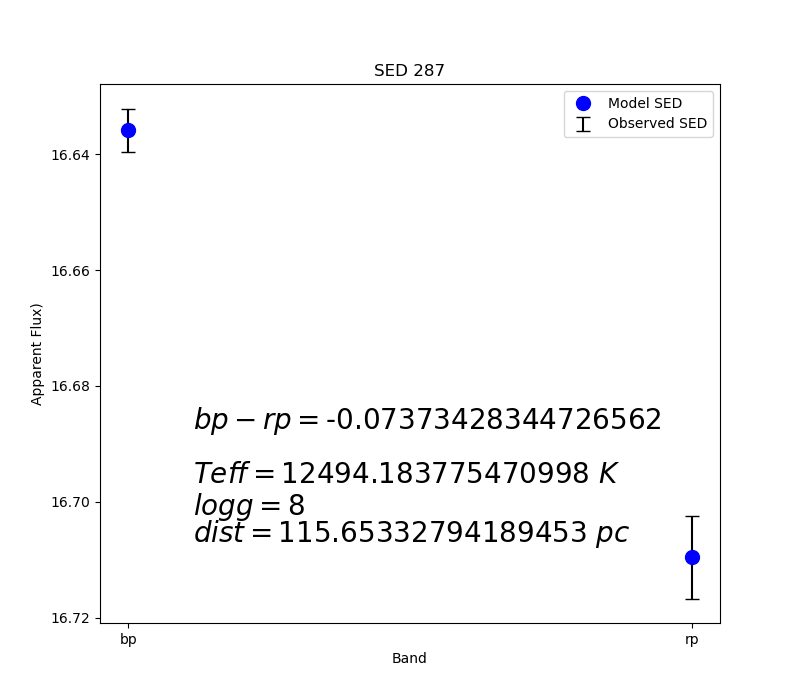 SED 287
Model SED
Observed SED
16.64
16.66
16.68
16.70
16.72
Apparent Flux)
bp − rp = -0.07373428344726562
Teff = 12494.183775470998 K
logg = 8
dist = 115.65332794189453 pc
bp
rp
Band